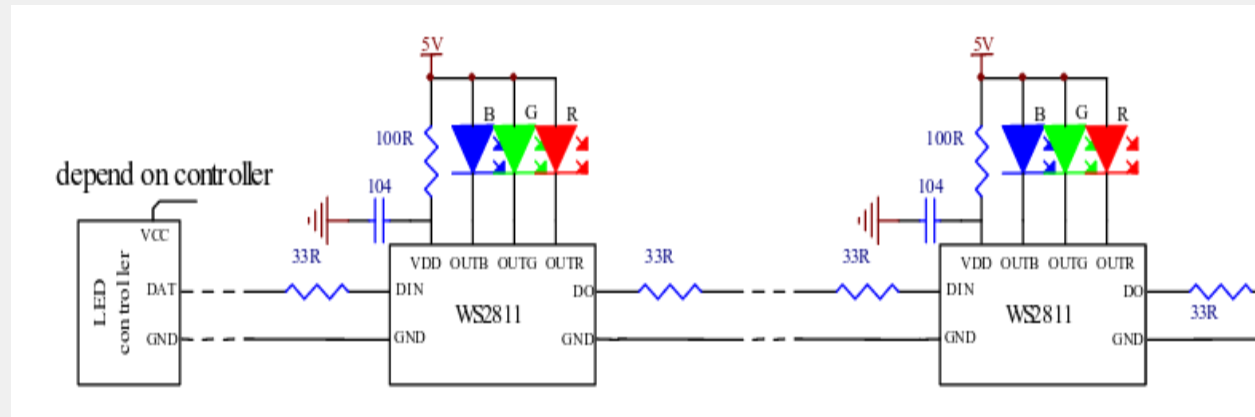 5V
5V
B G R
B G R
100R
100R
depend on controller
104
104
VCC
33R
33R
33R
VDD OUTB OUTG OUTR
VDD OUTB OUTG OUTR
LED controller
DAT
DIN
DO
DIN
DO
WS2811
WS2811
33R
GND
GND
GND
GND
GND